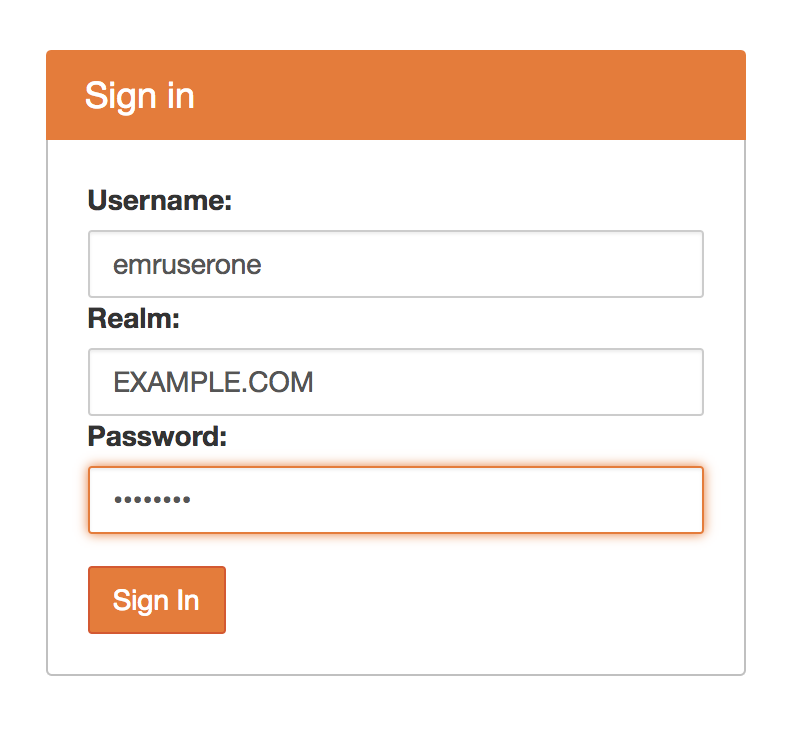 Sign in
Username:
emruserone
Realm:
EXAMPLE.COM
Password:
••••••••
Sign In